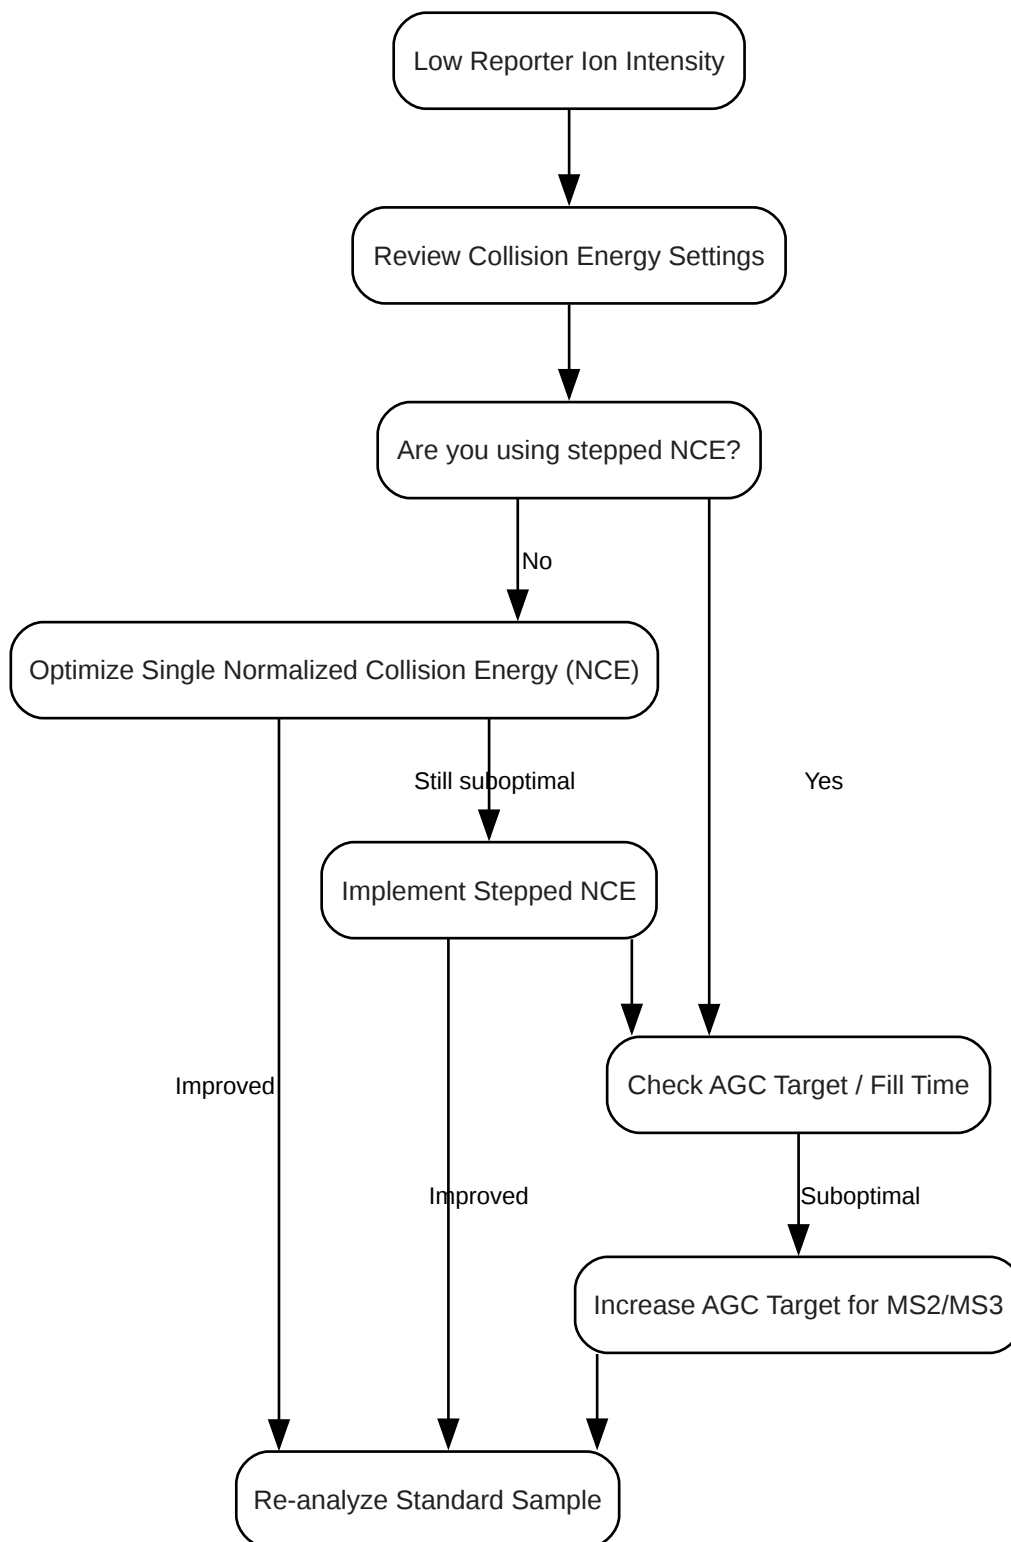 Low Reporter Ion Intensity
Review Collision Energy Settings
Are you using stepped NCE?
No
Optimize Single Normalized Collision Energy (NCE)
Still suboptimal
Yes
Implement Stepped NCE
Improved
Check AGC Target / Fill Time
Improved
Suboptimal
Increase AGC Target for MS2/MS3
Re-analyze Standard Sample